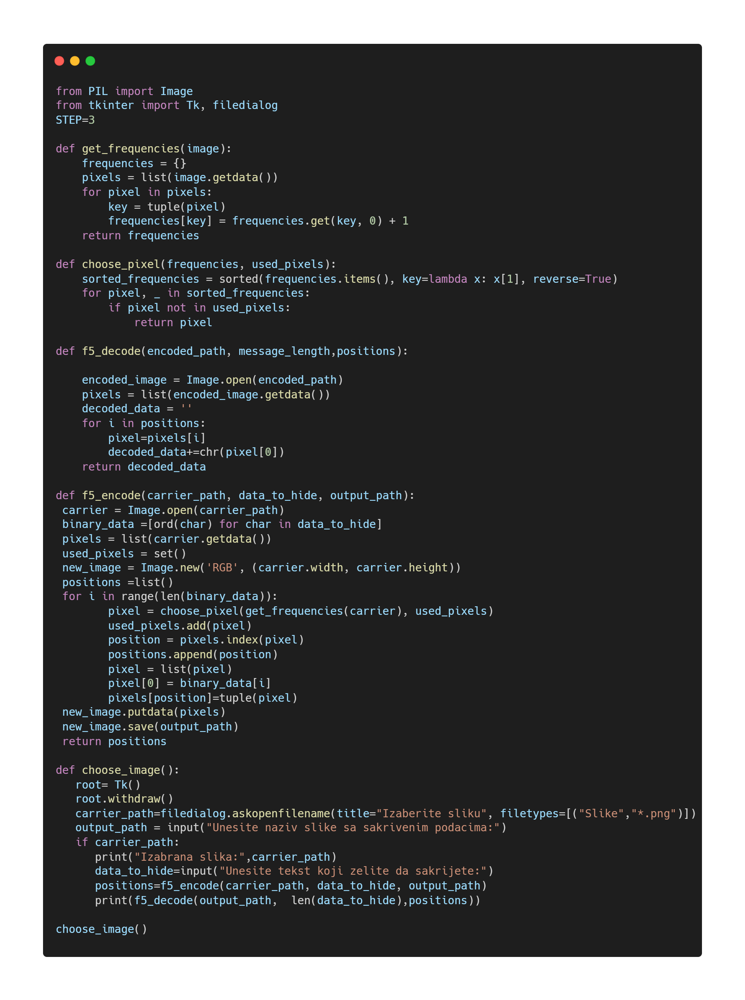 from PIL import Image
from tkinter import Tk, filedialog
STEP=3

def get_frequencies(image):
    frequencies = {}
    pixels = list(image.getdata())
    for pixel in pixels:
        key = tuple(pixel)
        frequencies[key] = frequencies.get(key, 0) + 1
    return frequencies

def choose_pixel(frequencies, used_pixels):
    sorted_frequencies = sorted(frequencies.items(), key=lambda x: x[1], reverse=True)
    for pixel, _ in sorted_frequencies:
        if pixel not in used_pixels:
            return pixel

def f5_decode(encoded_path, message_length,positions):

    encoded_image = Image.open(encoded_path)
    pixels = list(encoded_image.getdata())
    decoded_data = ''
    for i in positions:
        pixel=pixels[i]
        decoded_data+=chr(pixel[0])
    return decoded_data

def f5_encode(carrier_path, data_to_hide, output_path):
 carrier = Image.open(carrier_path)
 binary_data =[ord(char) for char in data_to_hide]
 pixels = list(carrier.getdata())
 used_pixels = set()
 new_image = Image.new('RGB', (carrier.width, carrier.height))
 positions =list()
 for i in range(len(binary_data)):
        pixel = choose_pixel(get_frequencies(carrier), used_pixels)
        used_pixels.add(pixel)
        position = pixels.index(pixel)
        positions.append(position)
        pixel = list(pixel)
        pixel[0] = binary_data[i]
        pixels[position]=tuple(pixel)
 new_image.putdata(pixels)
 new_image.save(output_path)
 return positions

def choose_image():
   root= Tk()
   root.withdraw()
   carrier_path=filedialog.askopenfilename(title="Izaberite sliku", filetypes=[("Slike","*.png")])
   output_path = input("Unesite naziv slike sa sakrivenim podacima:")
   if carrier_path:
      print("Izabrana slika:",carrier_path)
      data_to_hide=input("Unesite tekst koji zelite da sakrijete:")
      positions=f5_encode(carrier_path, data_to_hide, output_path)
      print(f5_decode(output_path,  len(data_to_hide),positions))

choose_image()